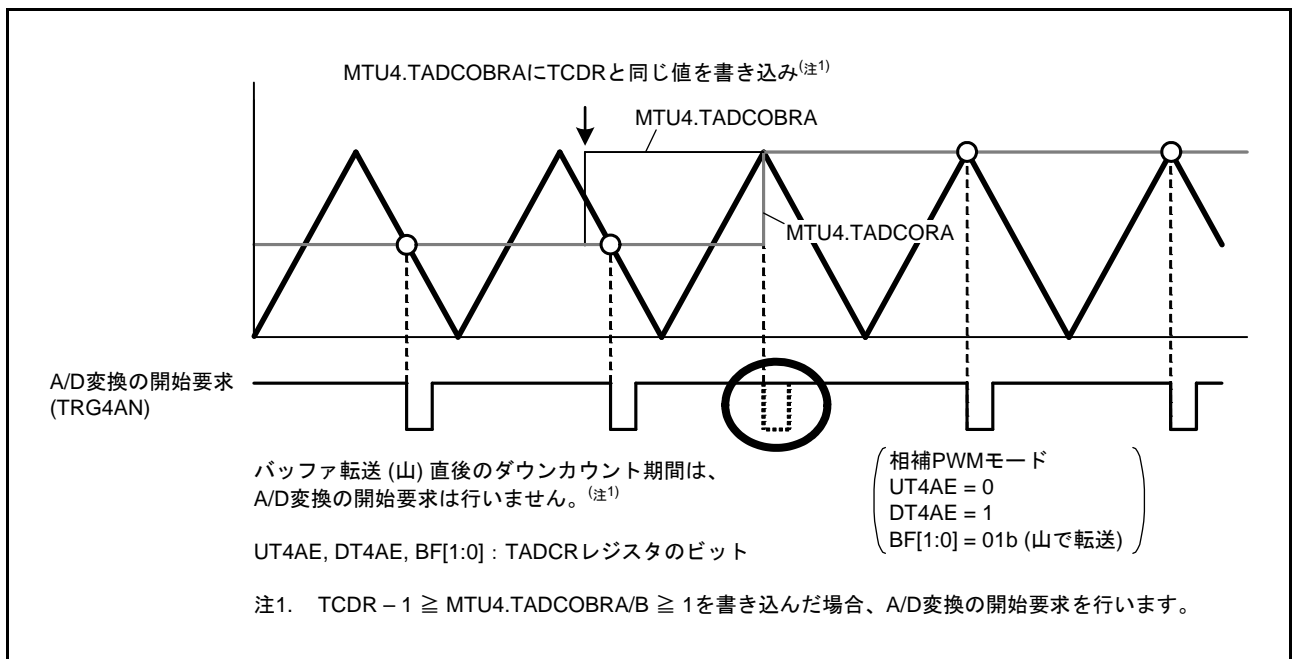 MTU4.TADCOBRAにTCDRと同じ値を書き込み(注1)
MTU4.TADCOBRA
MTU4.TADCORA
A/D変換の開始要求
(TRG4AN)
バッファ転送 (山) 直後のダウンカウント期間は、
A/D変換の開始要求は行いません。(注1)
相補PWMモード
UT4AE = 0
DT4AE = 1
BF[1:0] = 01b (山で転送)
UT4AE, DT4AE, BF[1:0] : TADCRレジスタのビット
注1. TCDR – 1 ≧ MTU4.TADCOBRA/B ≧ 1を書き込んだ場合、A/D変換の開始要求を行います。